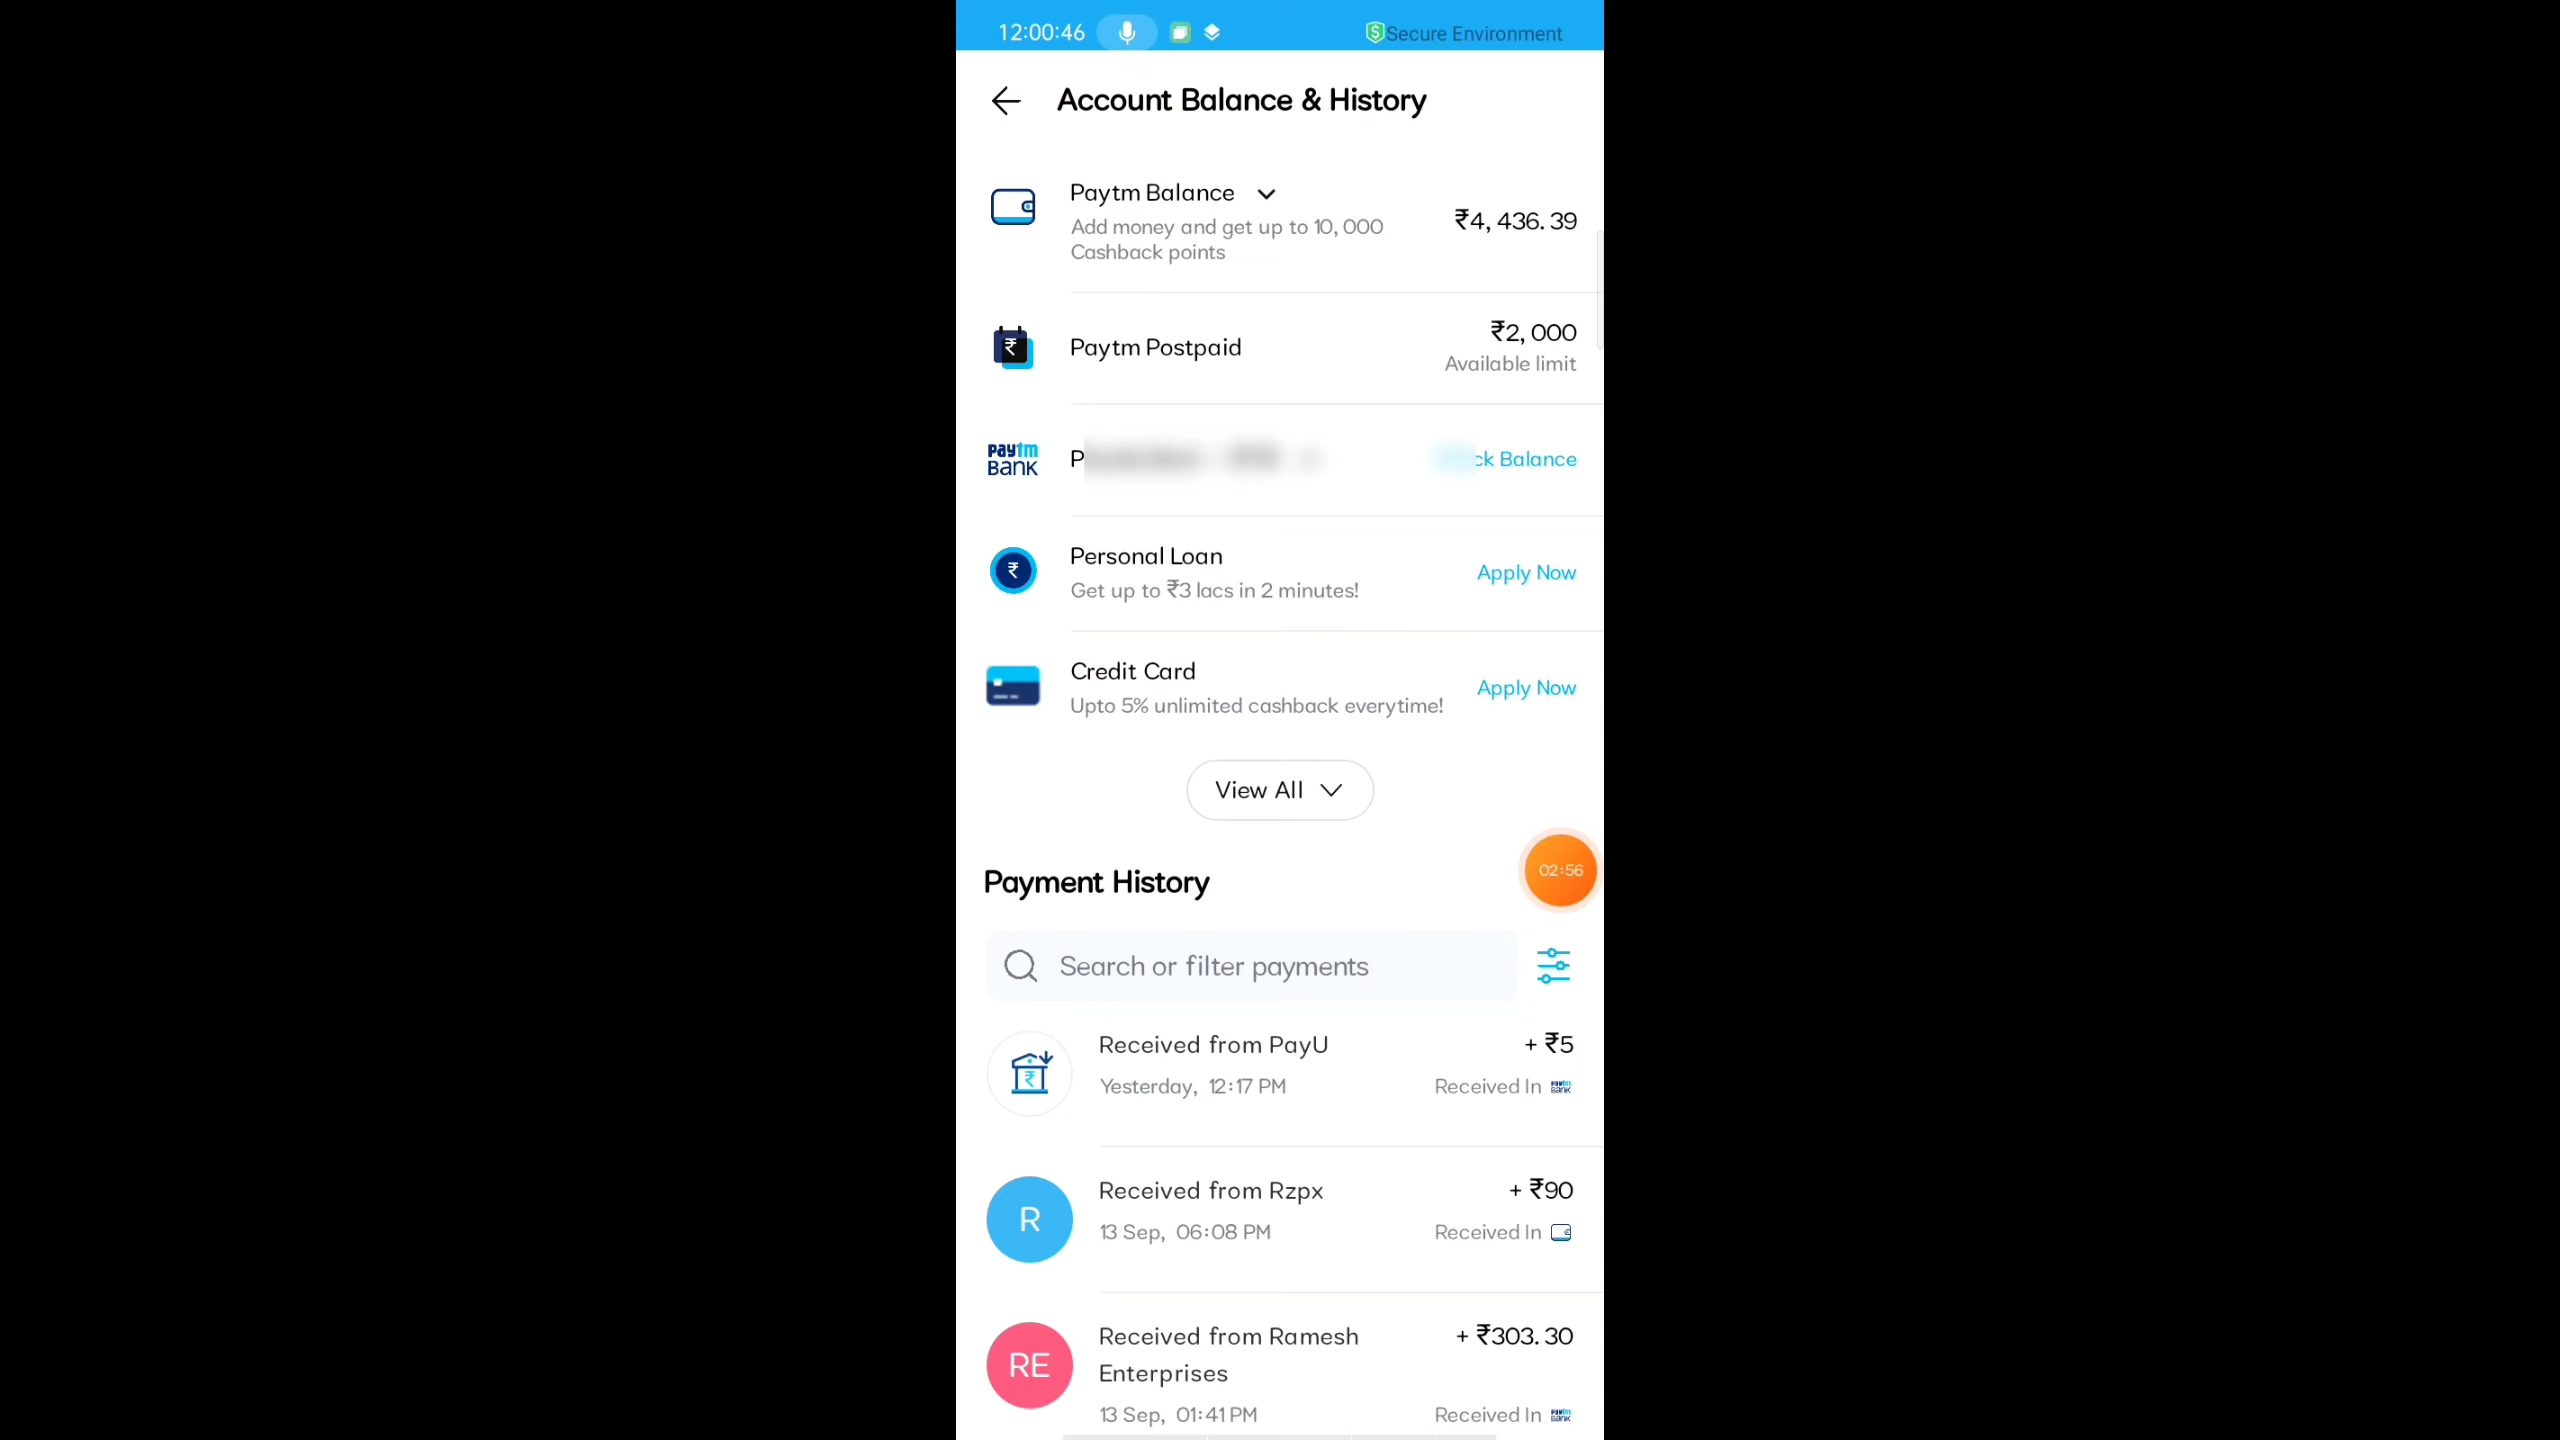 12:00:46
Secure Environment
Account Balance & History
Paytm Balance
Add money and get up to 10, 000
Cashback points
₹4, 436. 39
Paytm Postpaid
₹2, 000
Available limit
paytm
BANK
P
ck Balance
Personal Loan
Get up to ₹3 lacs in 2 minutes!
Apply Now
Credit Card
Upto 5% unlimited cashback everytime!
Apply Now
View All
Payment History
02:56
Search or filter payments
Received from PayU
+ ₹5
Yesterday, 12:17 PM
Received In paytm BANK
R
Received from Rzpx
+ ₹90
13 Sep, 06:08 PM
Received In
RE
Received from Ramesh
Enterprises
+ ₹303. 30
13 Sep, 01:41 PM
Received In paytm BANK